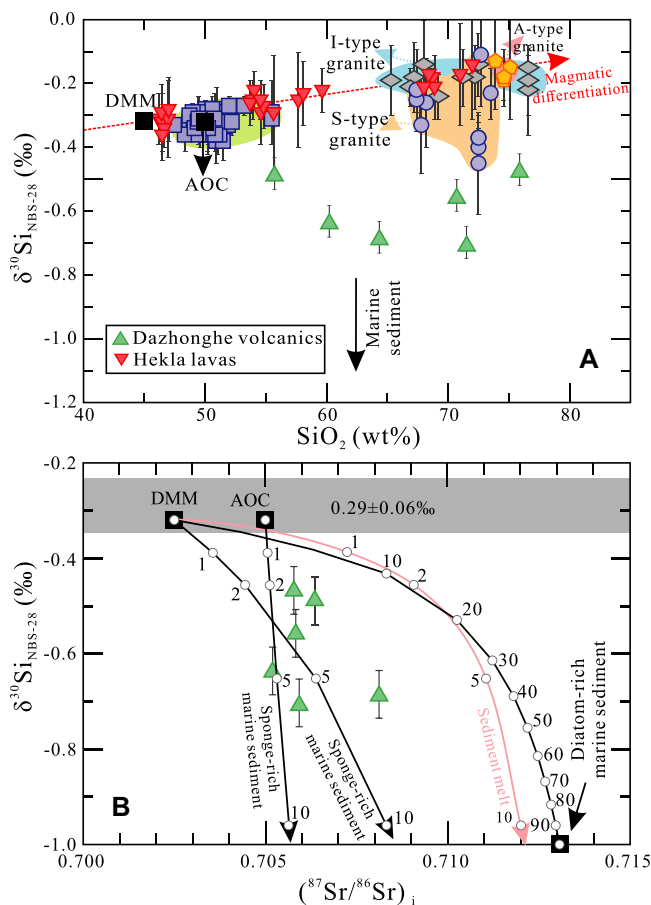 0.0
-0.2
-0.4
-0.6
-0.8
-1.0
-1.2
δ³⁰Si NBS-28 (‰)
I-type
granite
A-type
granite
DMM
Magmatic
differentiation
S-type
granite
AOC
Marine
sediment
Dazhonghe volcanics
Hekla lavas
A
40 50 60 70 80
SiO₂ (wt%)
-0.2
-0.4
-0.6
-0.8
-1.0
δ³⁰Si NBS-28 (‰)
DMM AOC
0.29±0.06‰
1 1 1 10
2 2 2
20
5 5 5 30
40
50
60
70
80
10 10 10 90
Sponge-rich
marine sediment
Sponge-rich
marine sediment
Sediment melt
Diatom-rich
marine sediment
B
0.700 0.705 0.710 0.715
(⁸⁷Sr/⁸⁶Sr) i